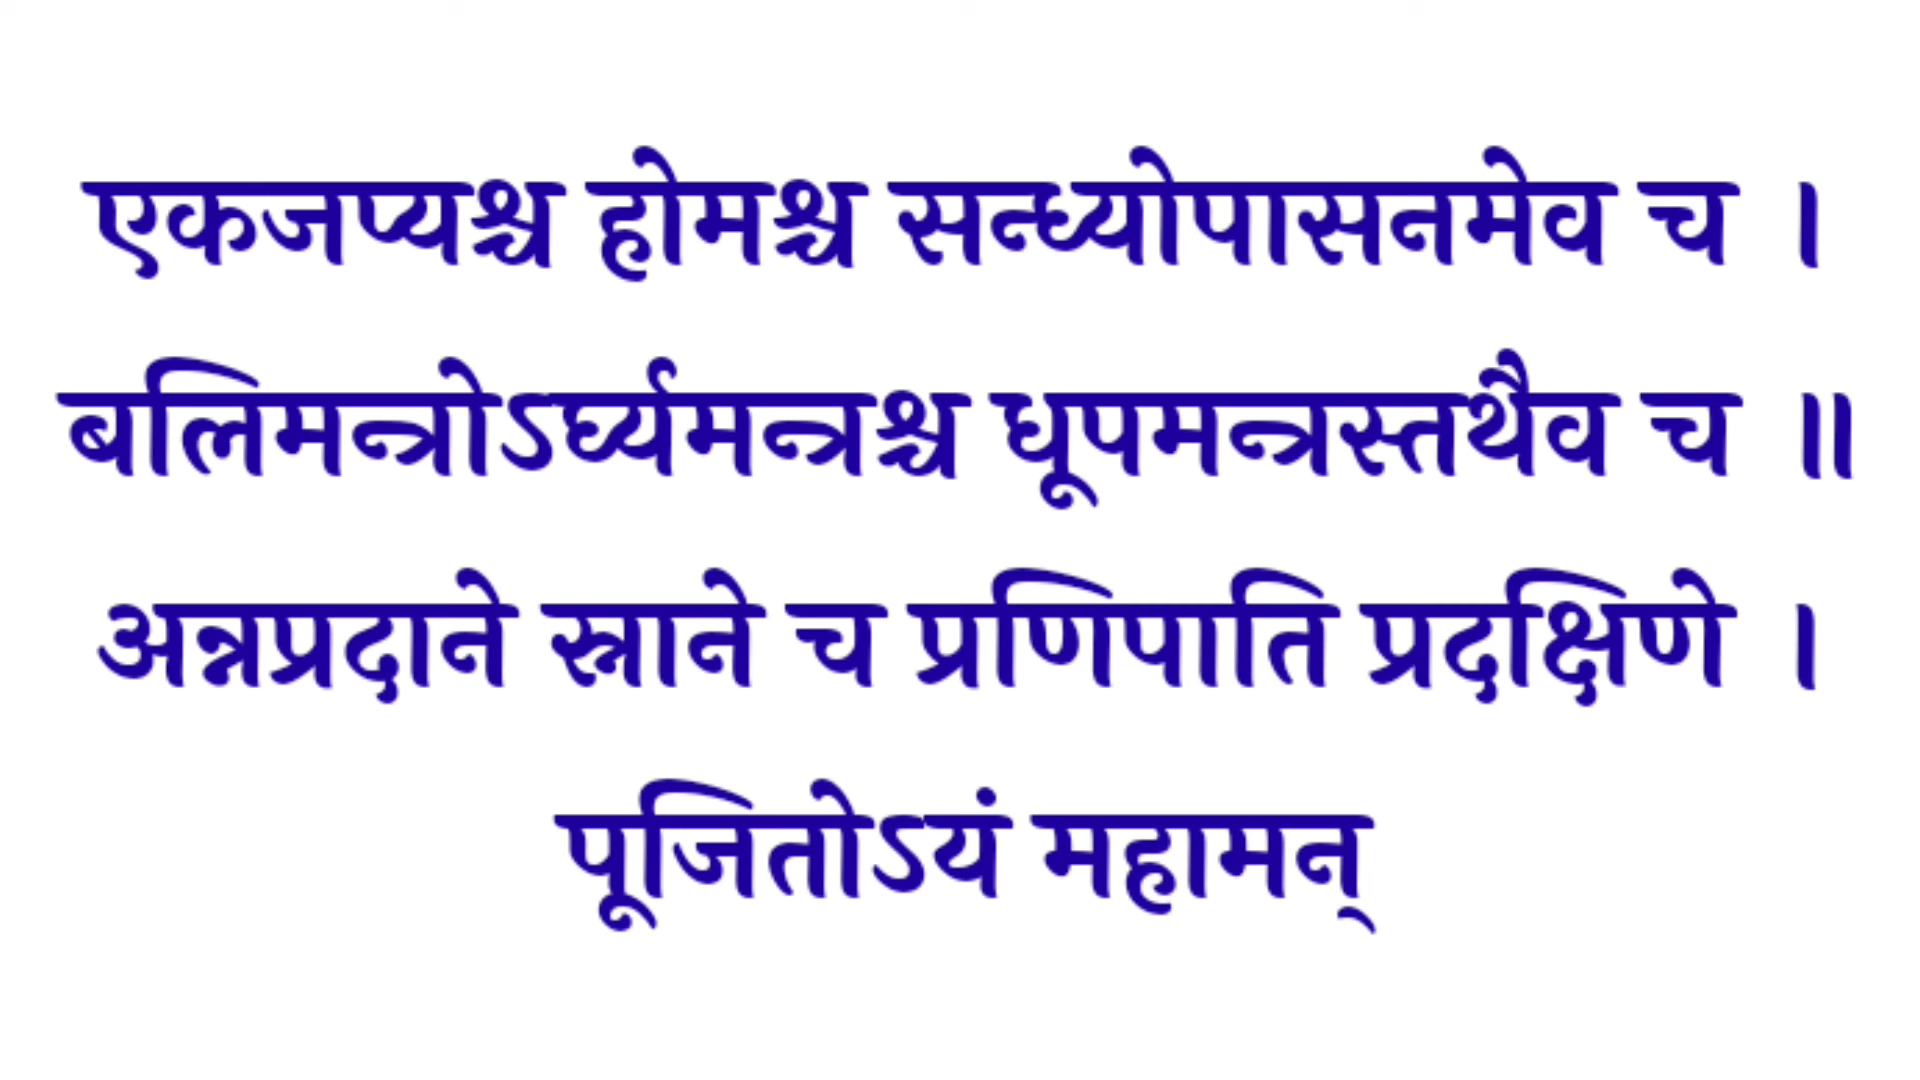 एकजप्यश्च होमश्च सन्ध्योपासनमेव च ।
बलिमन्त्रोऽर्घ्यमन्त्रश्च धूपमन्त्रस्तथैव च ॥
अन्नप्रदाने स्नाने च प्रणिपाति प्रदक्षिणे ।
पूजितोऽयं महामन्